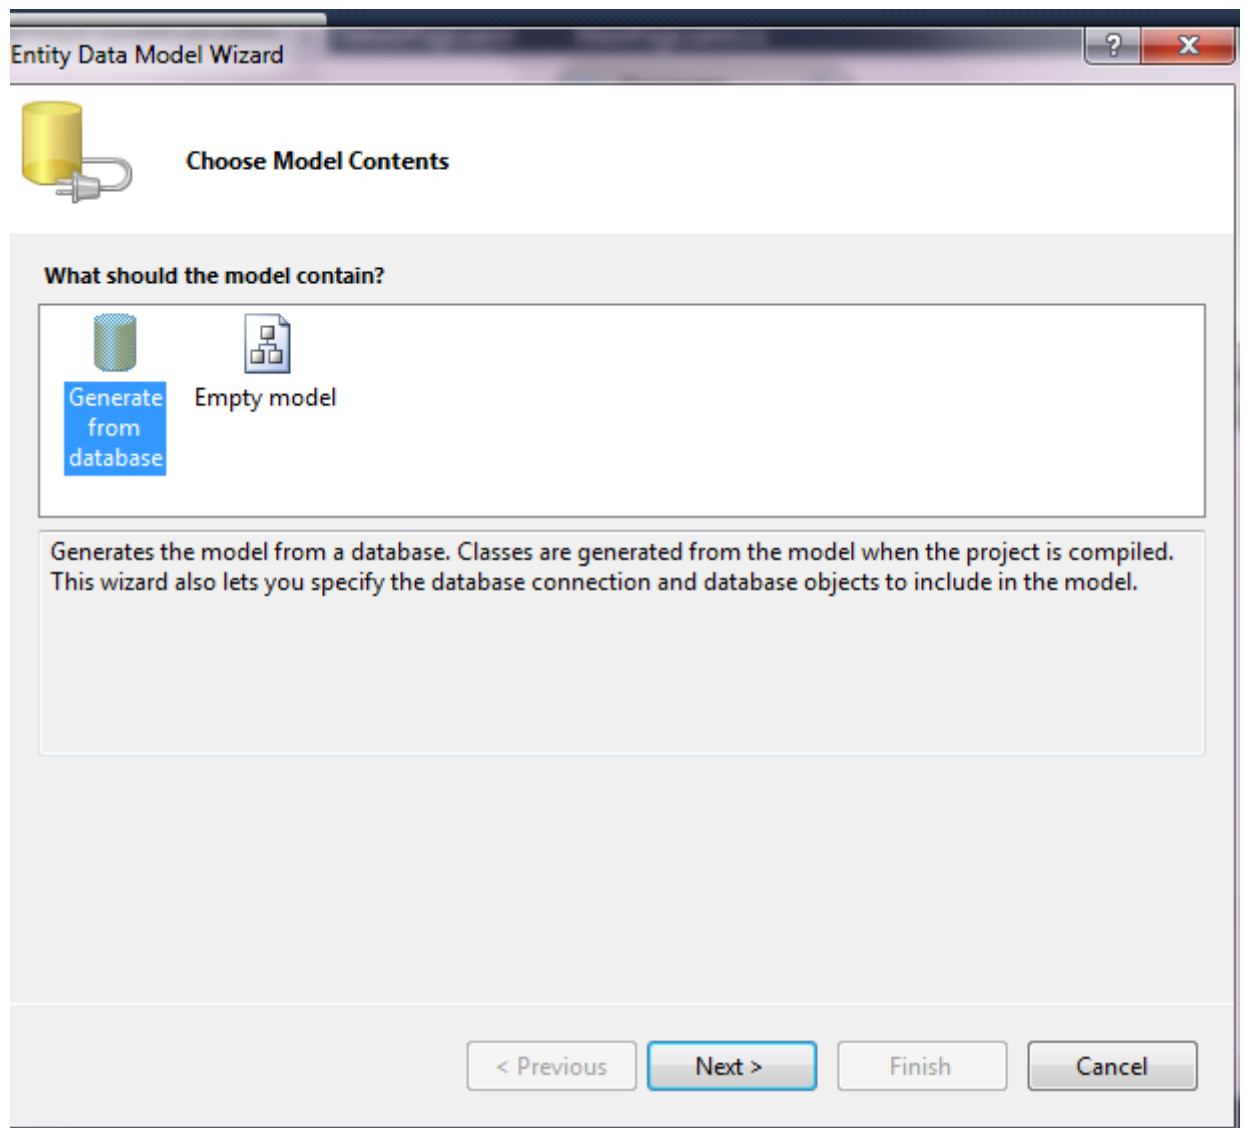 Entity Data Model Wizard
?
X
Choose Model Contents
What should the model contain?
Generate
from
database
Empty model
Generates the model from a database. Classes are generated from the model when the project is compiled.
This wizard also lets you specify the database connection and database objects to include in the model.
< Previous
Next >
Finish
Cancel